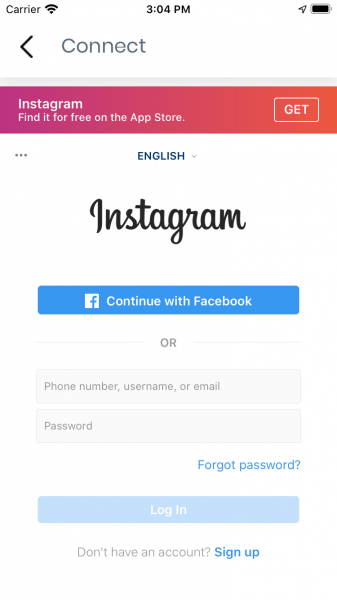 Carrier 3:04 PM
Connect
Instagram
Find it for free on the App Store.
GET
ENGLISH
Instagram
Continue with Facebook
OR
Phone number, username, or email
Password
Forgot password?
Log In
Don't have an account? Sign up